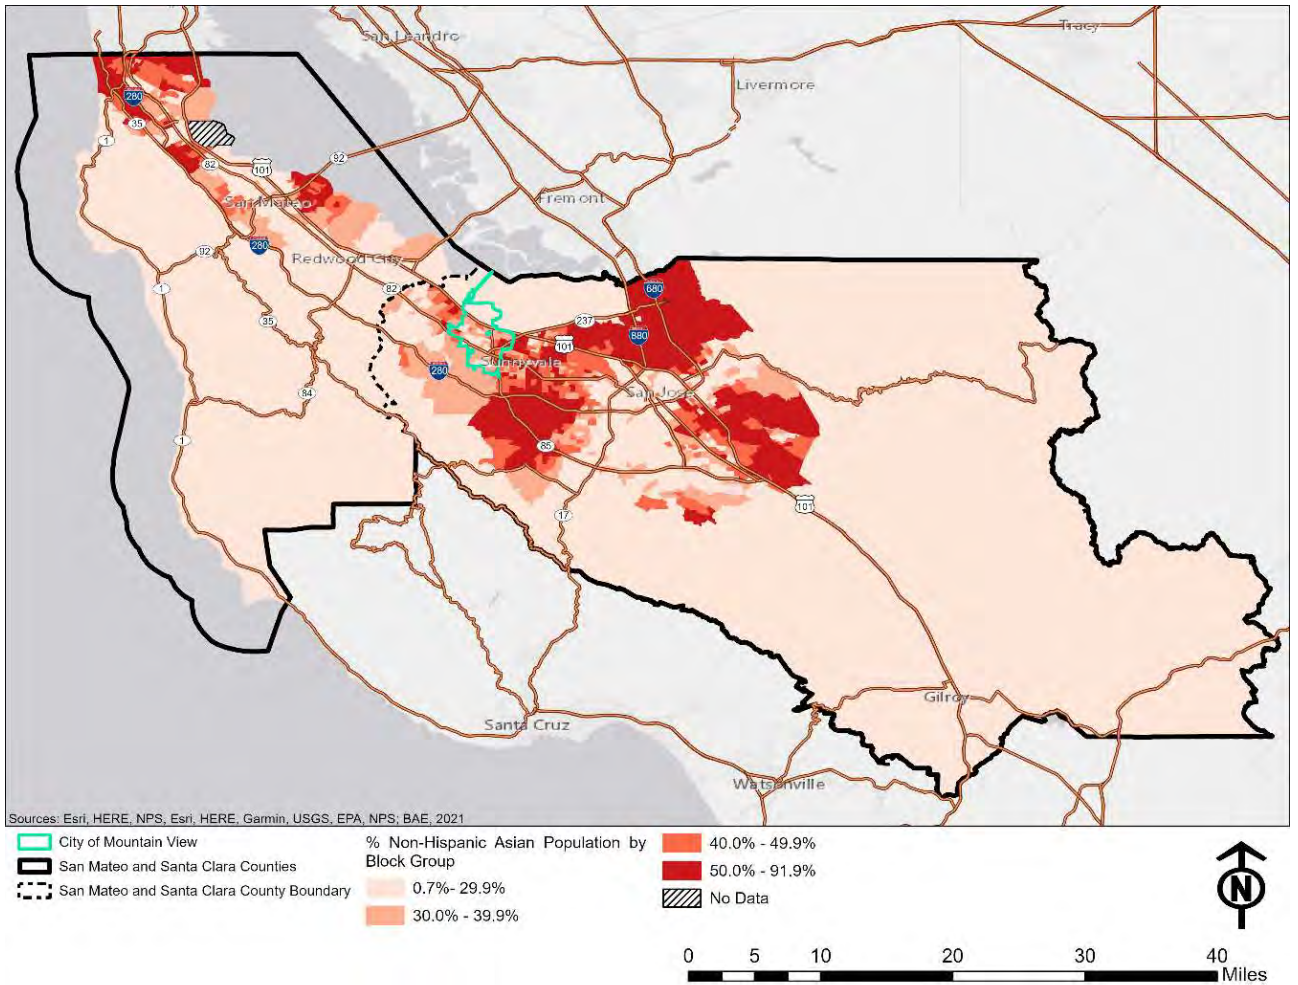 San Leandro
Tracy
Livermore
280
35
1
82
101
92
San Mateo
Fremont
92
280
Redwood City
1
82
680
35
237
880
101
Sunnyvale
280
San Jose
84
1
85
101
17
Gilroy
Santa Cruz
Watsonville
Sources: Esri, HERE, NPS, Esri, HERE, Garmin, USGS, EPA, NPS; BAE, 2021
City of Mountain View
San Mateo and Santa Clara Counties
San Mateo and Santa Clara County Boundary
% Non-Hispanic Asian Population by
Block Group
0.7%- 29.9%
30.0% - 39.9%
40.0% - 49.9%
50.0% - 91.9%
No Data
N
0 5 10 20 30 40
Miles